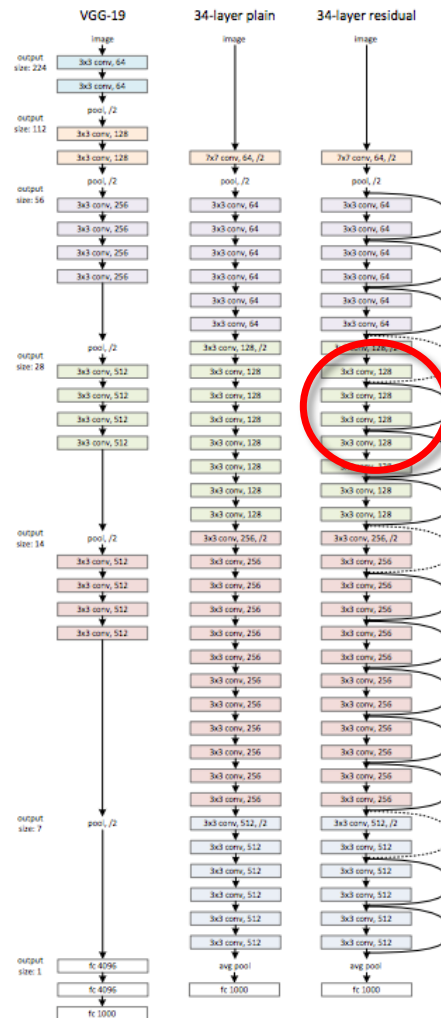 VGG-19
image
output
size: 224
3x3 conv, 64
3x3 conv, 64
pool, /2
output
size: 112
3x3 conv, 128
3x3 conv, 128
pool, /2
output
size: 56
3x3 conv, 256
3x3 conv, 256
3x3 conv, 256
3x3 conv, 256
pool, /2
output
size: 28
3x3 conv, 512
3x3 conv, 512
3x3 conv, 512
3x3 conv, 512
pool, /2
output
size: 14
3x3 conv, 512
3x3 conv, 512
3x3 conv, 512
3x3 conv, 512
pool, /2
output
size: 7
output
size: 1
fc 4096
fc 4096
fc 1000
34-layer plain
image
7x7 conv, 64, /2
pool, /2
3x3 conv, 64
3x3 conv, 64
3x3 conv, 64
3x3 conv, 64
3x3 conv, 64
3x3 conv, 64
3x3 conv, 128, /2
3x3 conv, 128
3x3 conv, 128
3x3 conv, 128
3x3 conv, 128
3x3 conv, 128
3x3 conv, 128
3x3 conv, 128
3x3 conv, 256, /2
3x3 conv, 256
3x3 conv, 256
3x3 conv, 256
3x3 conv, 256
3x3 conv, 256
3x3 conv, 256
3x3 conv, 256
3x3 conv, 256
3x3 conv, 256
3x3 conv, 256
3x3 conv, 256
3x3 conv, 512, /2
3x3 conv, 512
3x3 conv, 512
3x3 conv, 512
3x3 conv, 512
3x3 conv, 512
avg pool
fc 1000
34-layer residual
image
7x7 conv, 64, /2
pool, /2
3x3 conv, 64
3x3 conv, 64
3x3 conv, 64
3x3 conv, 64
3x3 conv, 64
3x3 conv, 64
3x3 conv, 128, /2
3x3 conv, 128
3x3 conv, 128
3x3 conv, 128
3x3 conv, 128
3x3 conv, 128
3x3 conv, 128
3x3 conv, 128
3x3 conv, 256, /2
3x3 conv, 256
3x3 conv, 256
3x3 conv, 256
3x3 conv, 256
3x3 conv, 256
3x3 conv, 256
3x3 conv, 256
3x3 conv, 256
3x3 conv, 256
3x3 conv, 256
3x3 conv, 256
3x3 conv, 512, /2
3x3 conv, 512
3x3 conv, 512
3x3 conv, 512
3x3 conv, 512
3x3 conv, 512
avg pool
fc 1000